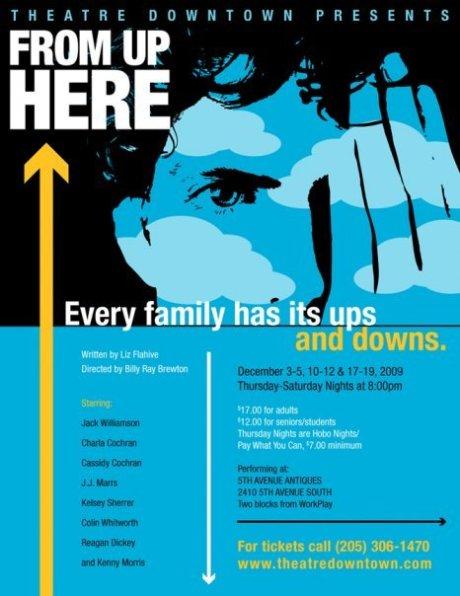 THEATRE DOWNTOWN PRESENTS
FROM UP
HERE
Every family has its ups
and downs.
Written by Liz Flahive
Directed by Billy Ray Brewton
Starring:
Jack Williamson
Charla Cochran
Cassidy Cochran
J.J. Marrs
Kelsey Sherrer
Colin Whitworth
Reagan Dickey
and Kenny Morris
December 3-5, 10-12 & 17-19, 2009
Thursday-Saturday Nights at 8:00pm
$17.00 for adults
$12.00 for seniors/students
Thursday Nights are Hobo Nights/
Pay What You Can, $7.00 minimum
Performing at:
5TH AVENUE ANTIQUES
2410 5TH AVENUE SOUTH
Two blocks from WorkPlay
For tickets call (205) 306-1470
www.theatredowntown.com